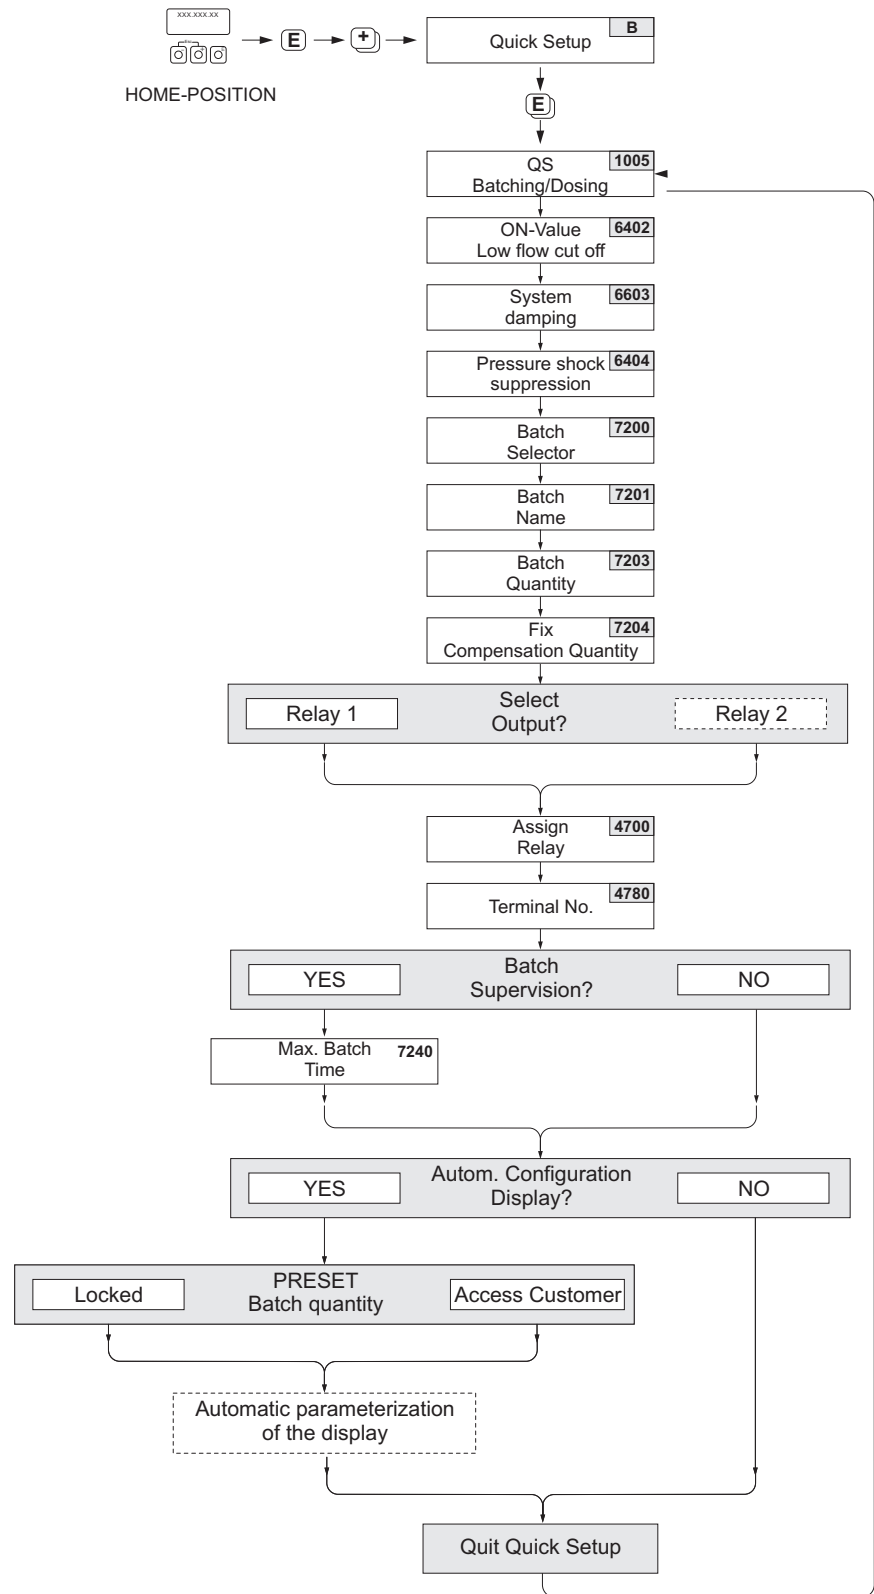 XXX.XXX.XX
Esc
E
+
-
E
HOME-POSITION
E
+
Quick Setup
B
E
QS
Batching/Dosing
1005
ON-Value
Low flow cut off
6402
System
damping
6603
Pressure shock
suppression
6404
Batch
Selector
7200
Batch
Name
7201
Batch
Quantity
7203
Fix
Compensation Quantity
7204
Select
Output?
Relay 1
Relay 2
Assign
Relay
4700
Terminal No.
4780
Batch
Supervision?
YES
NO
Max. Batch
Time
7240
Autom. Configuration
Display?
YES
NO
PRESET
Batch quantity
Locked
Access Customer
Automatic parameterization
of the display
Quit Quick Setup